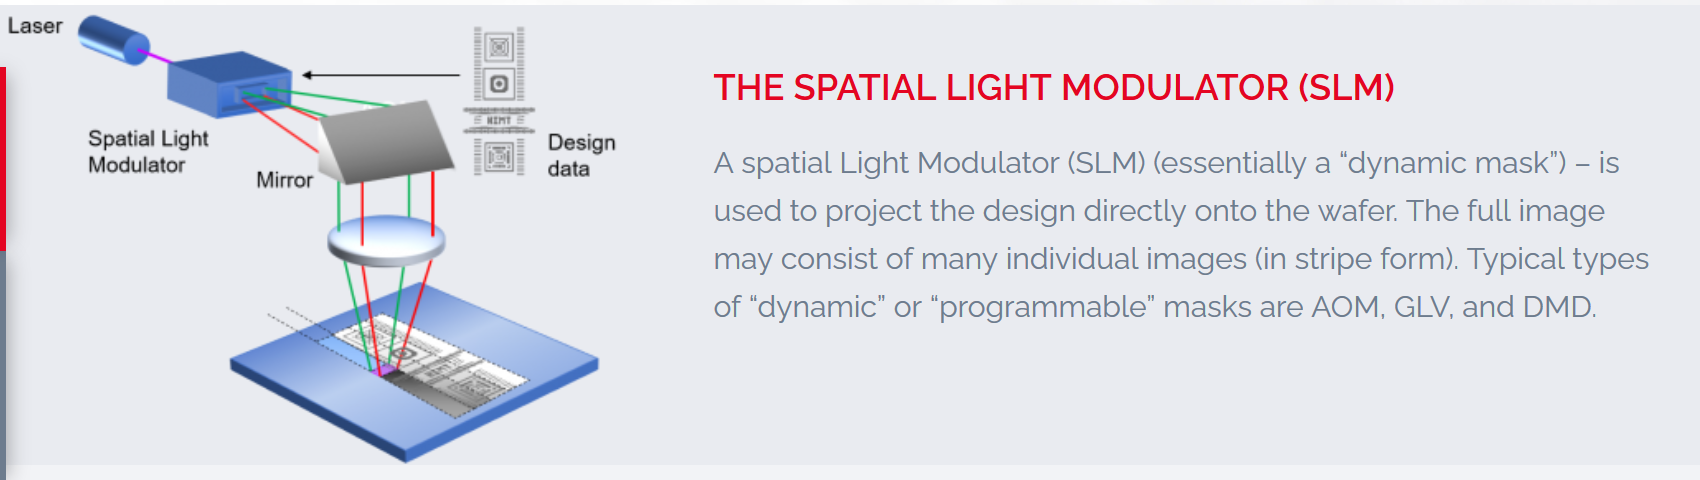 Laser
Spatial Light
Modulator
Mirror
Design
data
THE SPATIAL LIGHT MODULATOR (SLM)
A spatial Light Modulator (SLM) (essentially a “dynamic mask”) – is
used to project the design directly onto the wafer. The full image
may consist of many individual images (in stripe form). Typical types
of “dynamic” or “programmable” masks are AOM, GLV, and DMD.